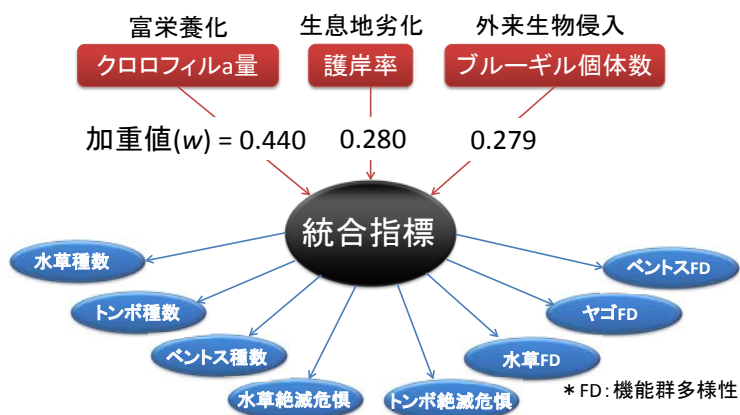 富栄養化
生息地劣化
外来生物侵入
クロロフィルa量
護岸率
ブルーギル個体数
加重値(w) = 0.440
0.280
0.279
統合指標
水草種数
トンボ種数
ベントス種数
水草絶滅危惧
トンボ絶滅危惧
水草FD
ヤゴFD
ベントスFD
＊FD：機能群多様性